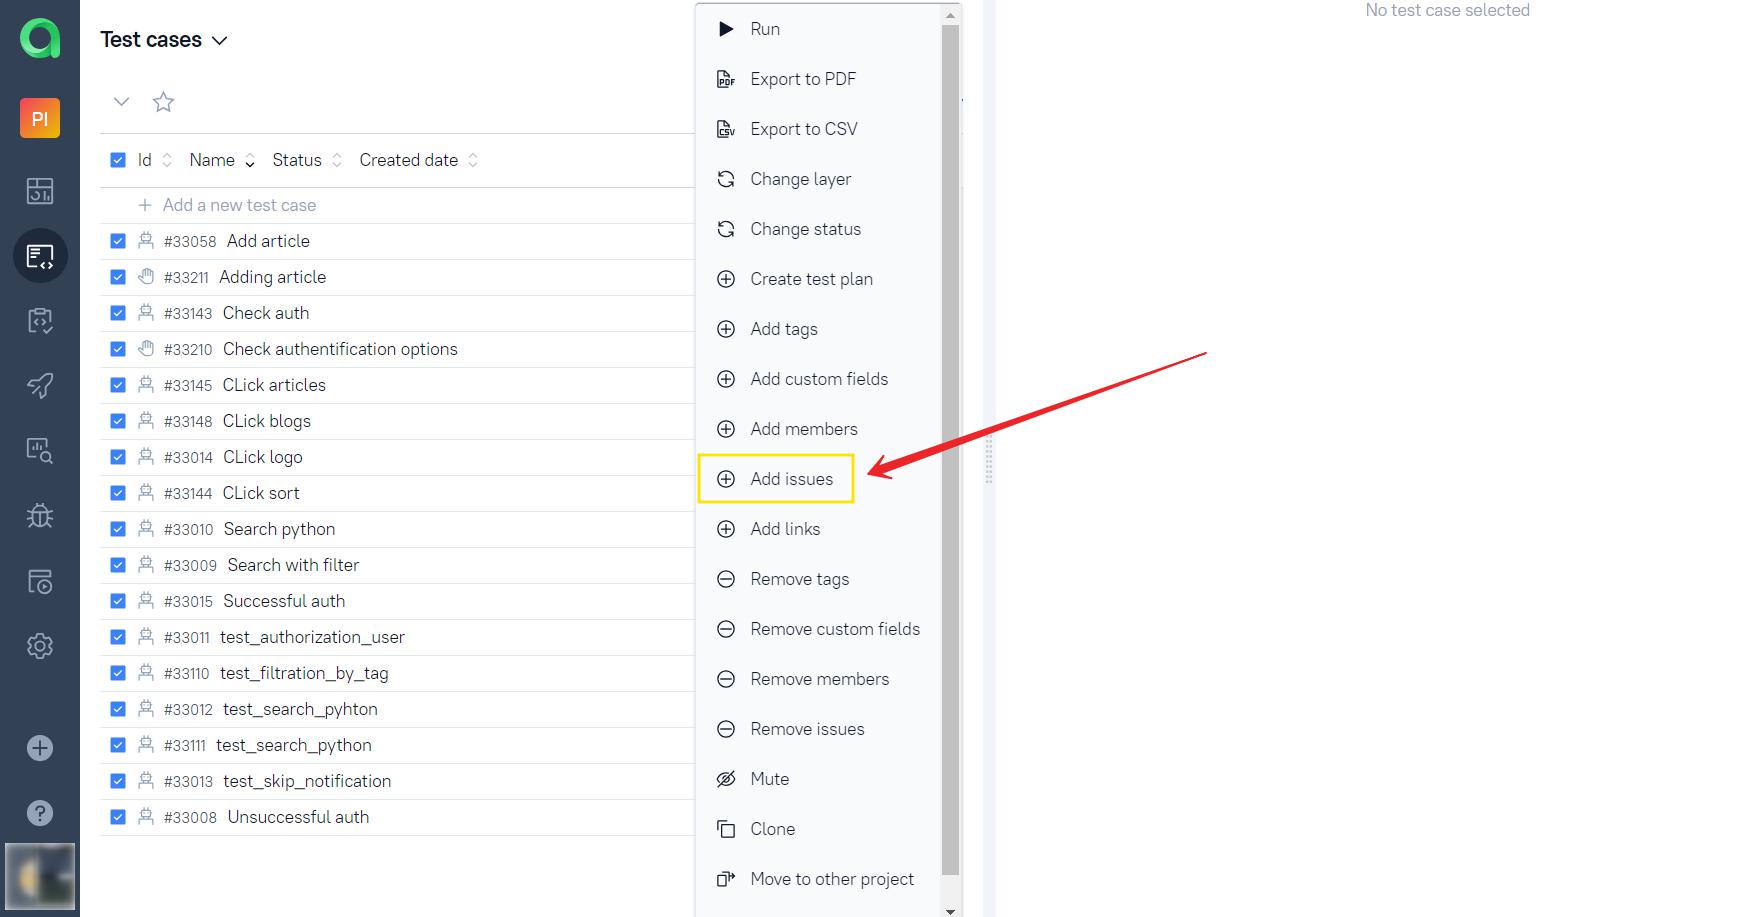 No test case selected
Test cases
PI
Id Name Status Created date
Add a new test case
#33058 Add article
#33211 Adding article
#33143 Check auth
#33210 Check authentification options
#33145 CLick articles
#33148 CLick blogs
#33014 CLick logo
#33144 CLick sort
#33010 Search python
#33009 Search with filter
#33015 Successful auth
#33011 test_authorization_user
#33110 test_filtration_by_tag
#33012 test_search_pyhton
#33111 test_search_python
#33013 test_skip_notification
#33008 Unsuccessful auth
Run
PDF Export to PDF
CSV Export to CSV
Change layer
Change status
Create test plan
Add tags
Add custom fields
Add members
Add issues
Add links
Remove tags
Remove custom fields
Remove members
Remove issues
Mute
Clone
Move to other project